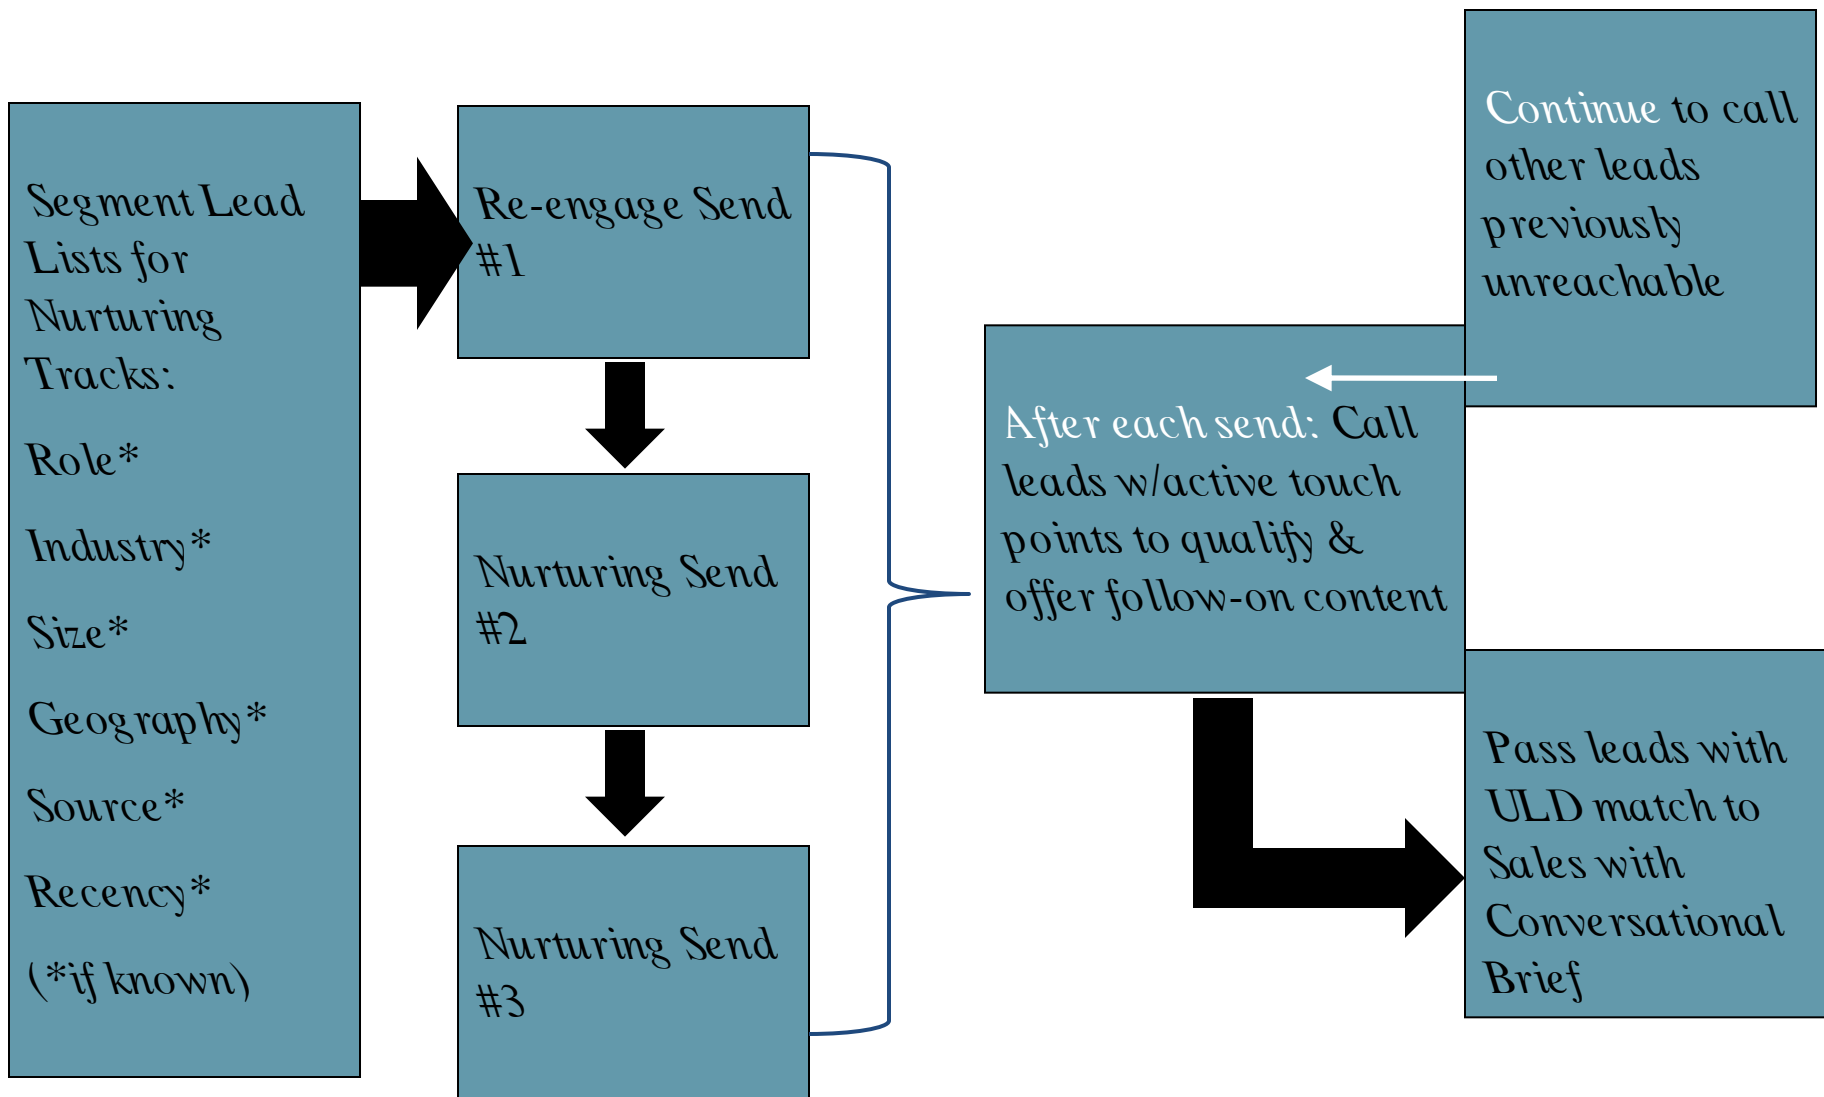 Segment Lead
Lists for
Nurturing
Tracks:
Role*
Industry*
Size*
Geography*
Source*
Recency*
(*if known)
Re-engage Send
#1
Nurturing Send
#2
Nurturing Send
#3
After each send: Call
leads w/active touch
points to qualify &
offer follow-on content
Continue to call
other leads
previously
unreachable
Pass leads with
ULD match to
Sales with
Conversational
Brief